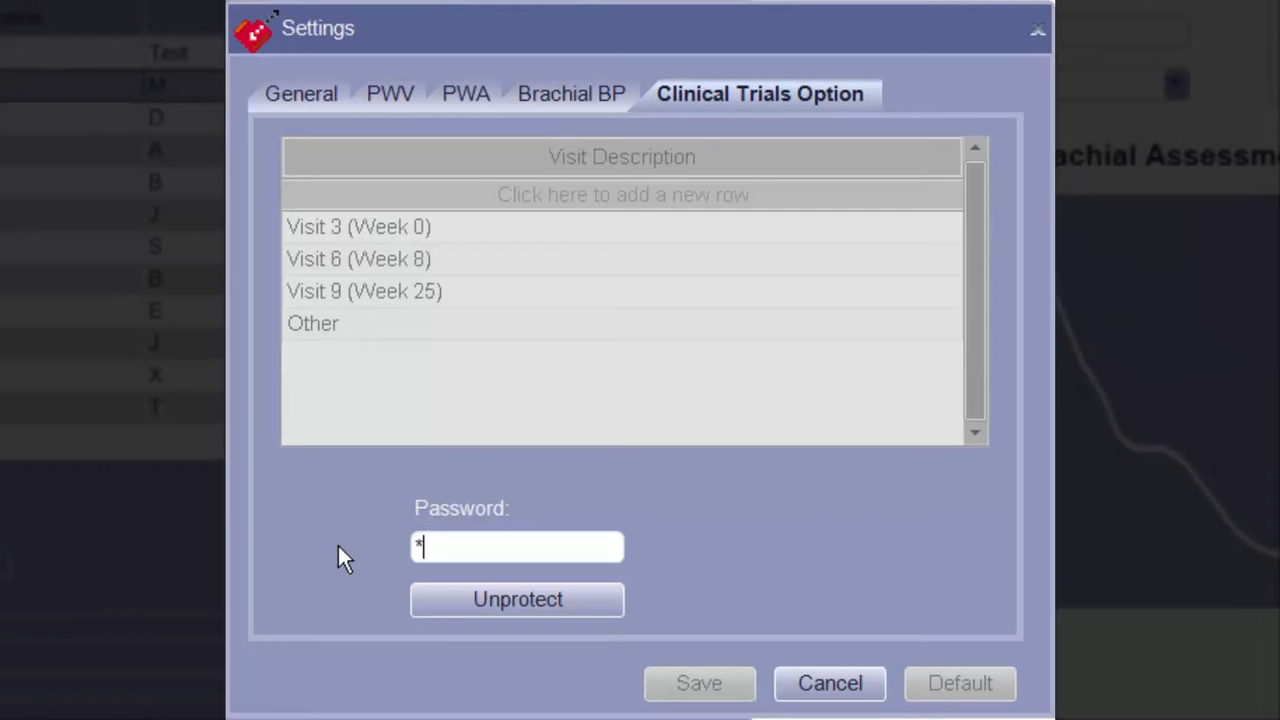 Settings
x
General PWV PWA Brachial BP Clinical Trials Option
Visit Description
Click here to add a new row
Visit 3 (Week 0)
Visit 6 (Week 8)
Visit 9 (Week 25)
Other
Password:
*
Unprotect
Save Cancel Default
Test
M
D
A
B
J
S
B
E
J
X
T
achial Assessm